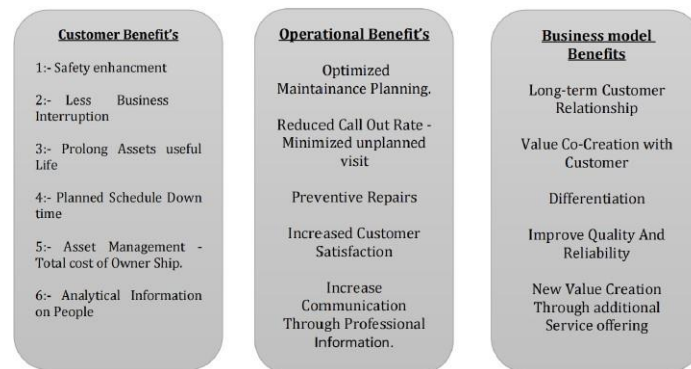 Customer Benefit's
1:- Safety enhancment
2:- Less Business
Interruption
3:- Prolong Assets useful
Life
4:- Planned Schedule Down
time
5:- Asset Management -
Total cost of Owner Ship.
6:- Analytical Information
on People
Operational Benefit's
Optimized
Maintainance Planning.
Reduced Call Out Rate -
Minimized unplanned
visit
Preventive Repairs
Increased Customer
Satisfaction
Increase
Communication
Through Professional
Information.
Business model
Benefits
Long-term Customer
Relationship
Value Co-Creation with
Customer
Differentiation
Improve Quality And
Reliability
New Value Creation
Through additional
Service offering